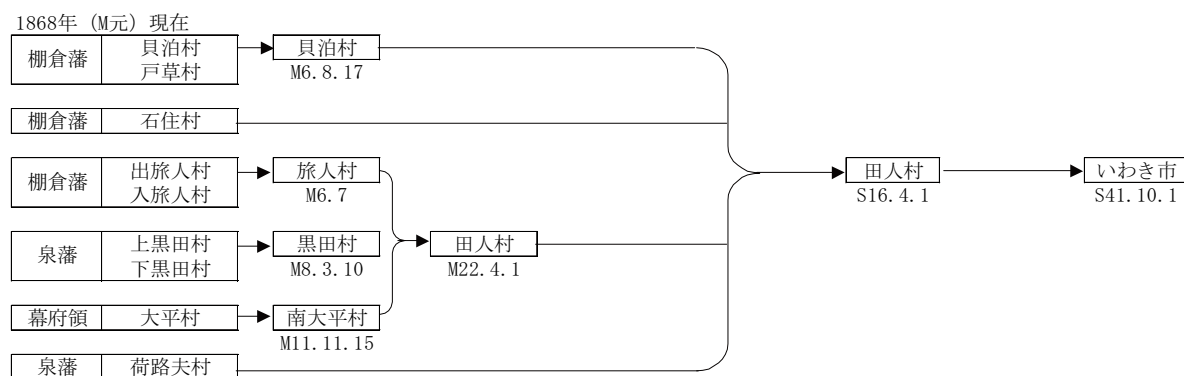 1868年（M元）現在
棚倉藩 貝泊村 貝泊村
戸草村 M6.8.17
棚倉藩 石住村
棚倉藩 出旅人村 旅人村 田人村 いわき市
入旅人村 M6.7 S16.4.1 S41.10.1
泉藩 上黒田村 黒田村 田人村
下黒田村 M8.3.10 M22.4.1
幕府領 大平村 南大平村
M11.11.15
泉藩 荷路夫村